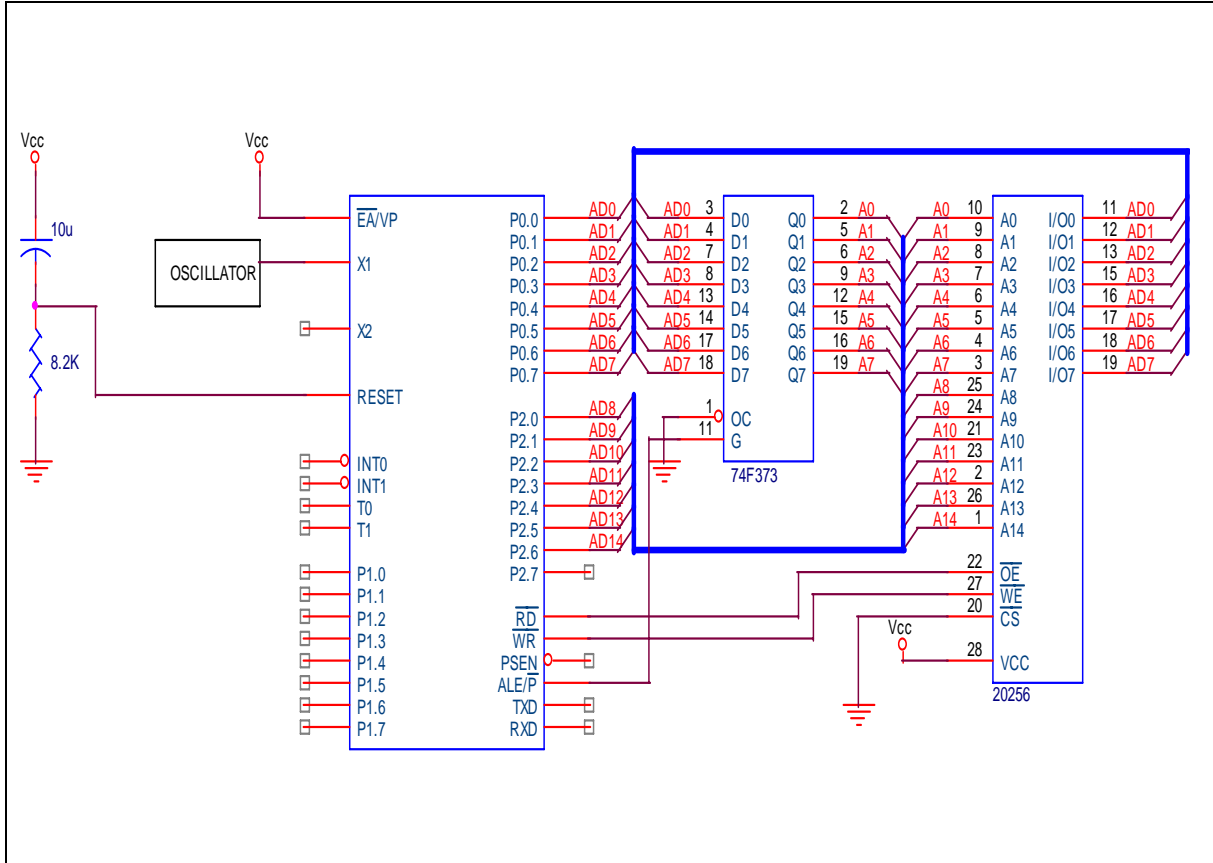 Vcc
10u
8.2K
Vcc
OSCILLATOR
EA/VP
X1
X2
RESET
INT0
INT1
T0
T1
P1.0
P1.1
P1.2
P1.3
P1.4
P1.5
P1.6
P1.7
P0.0
P0.1
P0.2
P0.3
P0.4
P0.5
P0.6
P0.7
P2.0
P2.1
P2.2
P2.3
P2.4
P2.5
P2.6
P2.7
RD
WR
PSEN
ALE/P
TXD
RXD
AD0
AD1
AD2
AD3
AD4
AD5
AD6
AD7
AD8
AD9
AD10
AD11
AD12
AD13
AD14
AD0 3 D0
AD1 4 D1
AD2 7 D2
AD3 8 D3
AD4 13 D4
AD5 14 D5
AD6 17 D6
AD7 18 D7
1 OC
11 G
Q0 2 A0
Q1 5 A1
Q2 6 A2
Q3 9 A3
Q4 12 A4
Q5 15 A5
Q6 16 A6
Q7 19 A7
74F373
A0 10 A0
A1 9 A1
A2 8 A2
A3 7 A3
A4 6 A4
A5 5 A5
A6 4 A6
A7 3 A7
A8 25 A8
A9 24 A9
A10 21 A10
A11 23 A11
A12 2 A12
A13 26 A13
A14 1 A14
22 OE
27 WE
20 CS
Vcc
28 VCC
I/O0 11 AD0
I/O1 12 AD1
I/O2 13 AD2
I/O3 15 AD3
I/O4 16 AD4
I/O5 17 AD5
I/O6 18 AD6
I/O7 19 AD7
20256